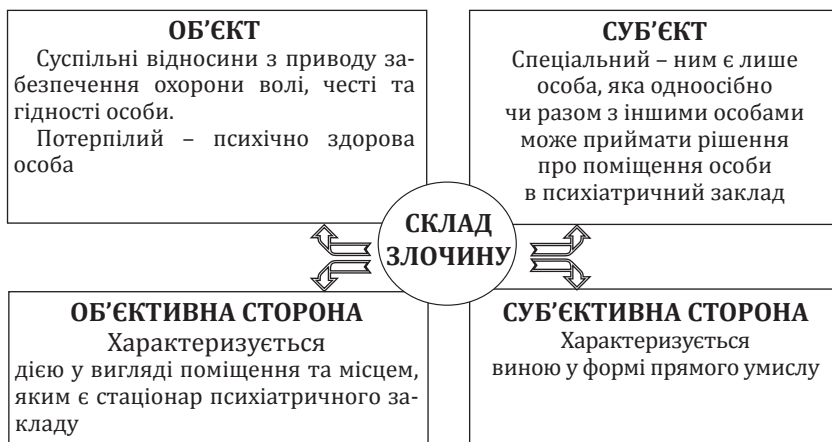 ОБ’ЄКТ
Суспільні відносини з приводу за-
безпечення охорони волі, честі та
гідності особи.
Потерпілий – психічно здорова
особа
СУБ’ЄКТ
Спеціальний – ним є лише
особа, яка одноосібно
чи разом з іншими особами
може приймати рішення
про поміщення особи
в психіатричний заклад
СКЛАД
ЗЛОЧИНУ
ОБ’ЄКТИВНА СТОРОНА
Характеризується
дією у вигляді поміщення та місцем,
яким є стаціонар психіатричного за-
кладу
СУБ’ЄКТИВНА СТОРОНА
Характеризується
виною у формі прямого умислу